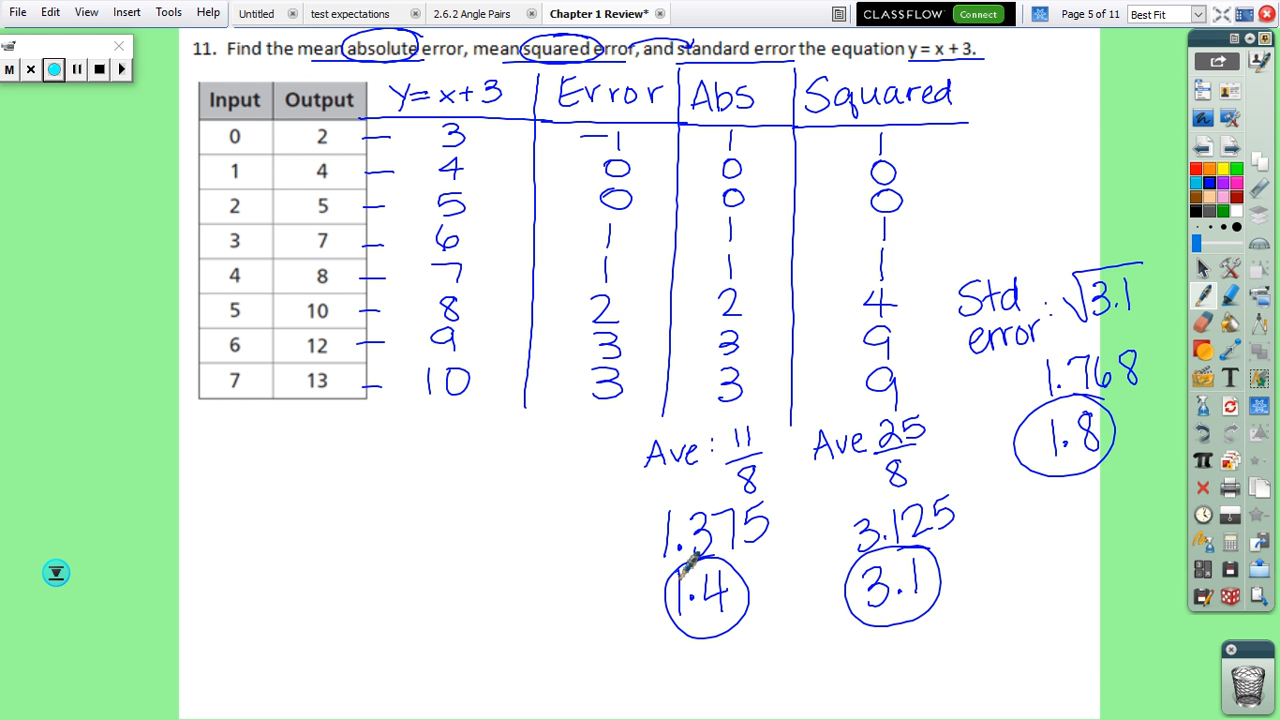 File Edit View Insert Tools Help Untitled test expectations 2.6.2 Angle Pairs Chapter 1 Review* CLASSFLOW Connect Page 5 of 11 Best Fit
M
11. Find the mean absolute error, mean squared error, and standard error the equation y = x + 3.
Input Output y = x + 3 Error Abs Squared
0 2 — 3 -1 1 1
1 4 — 4 0 0 0
2 5 — 5 0 0 0
3 7 — 6 1 1 1
4 8 — 7 1 1 1
5 10 — 8 2 2 4
6 12 — 9 3 3 9
7 13 — 10 3 3 9
Std error: √3.1
1.768
1.8
Ave: 11/8 Ave 25/8
1.375 3.125
1.4 3.1